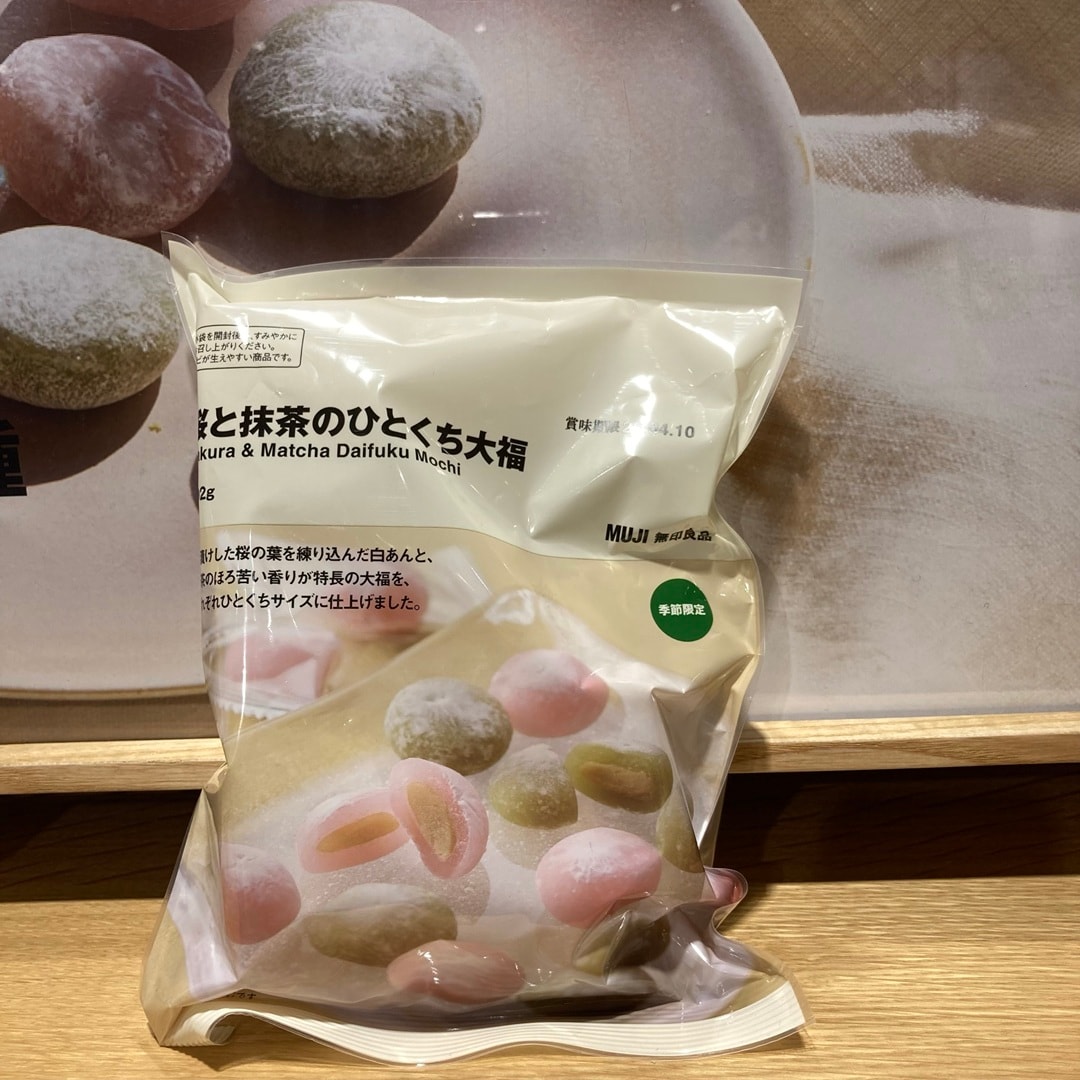 袋を開封後、すみやかに
召し上がりください。
が生えやすい商品です。
桜と抹茶のひとくち大福
kura & Matcha Daifuku Mochi
2g
賞味期限 04.10
MUJI 無印良品
けした桜の葉を練り込んだ白あんと、
茶のほろ苦い香りが特長の大福を、
ぞれひとくちサイズに仕上げました。
季節限定
です